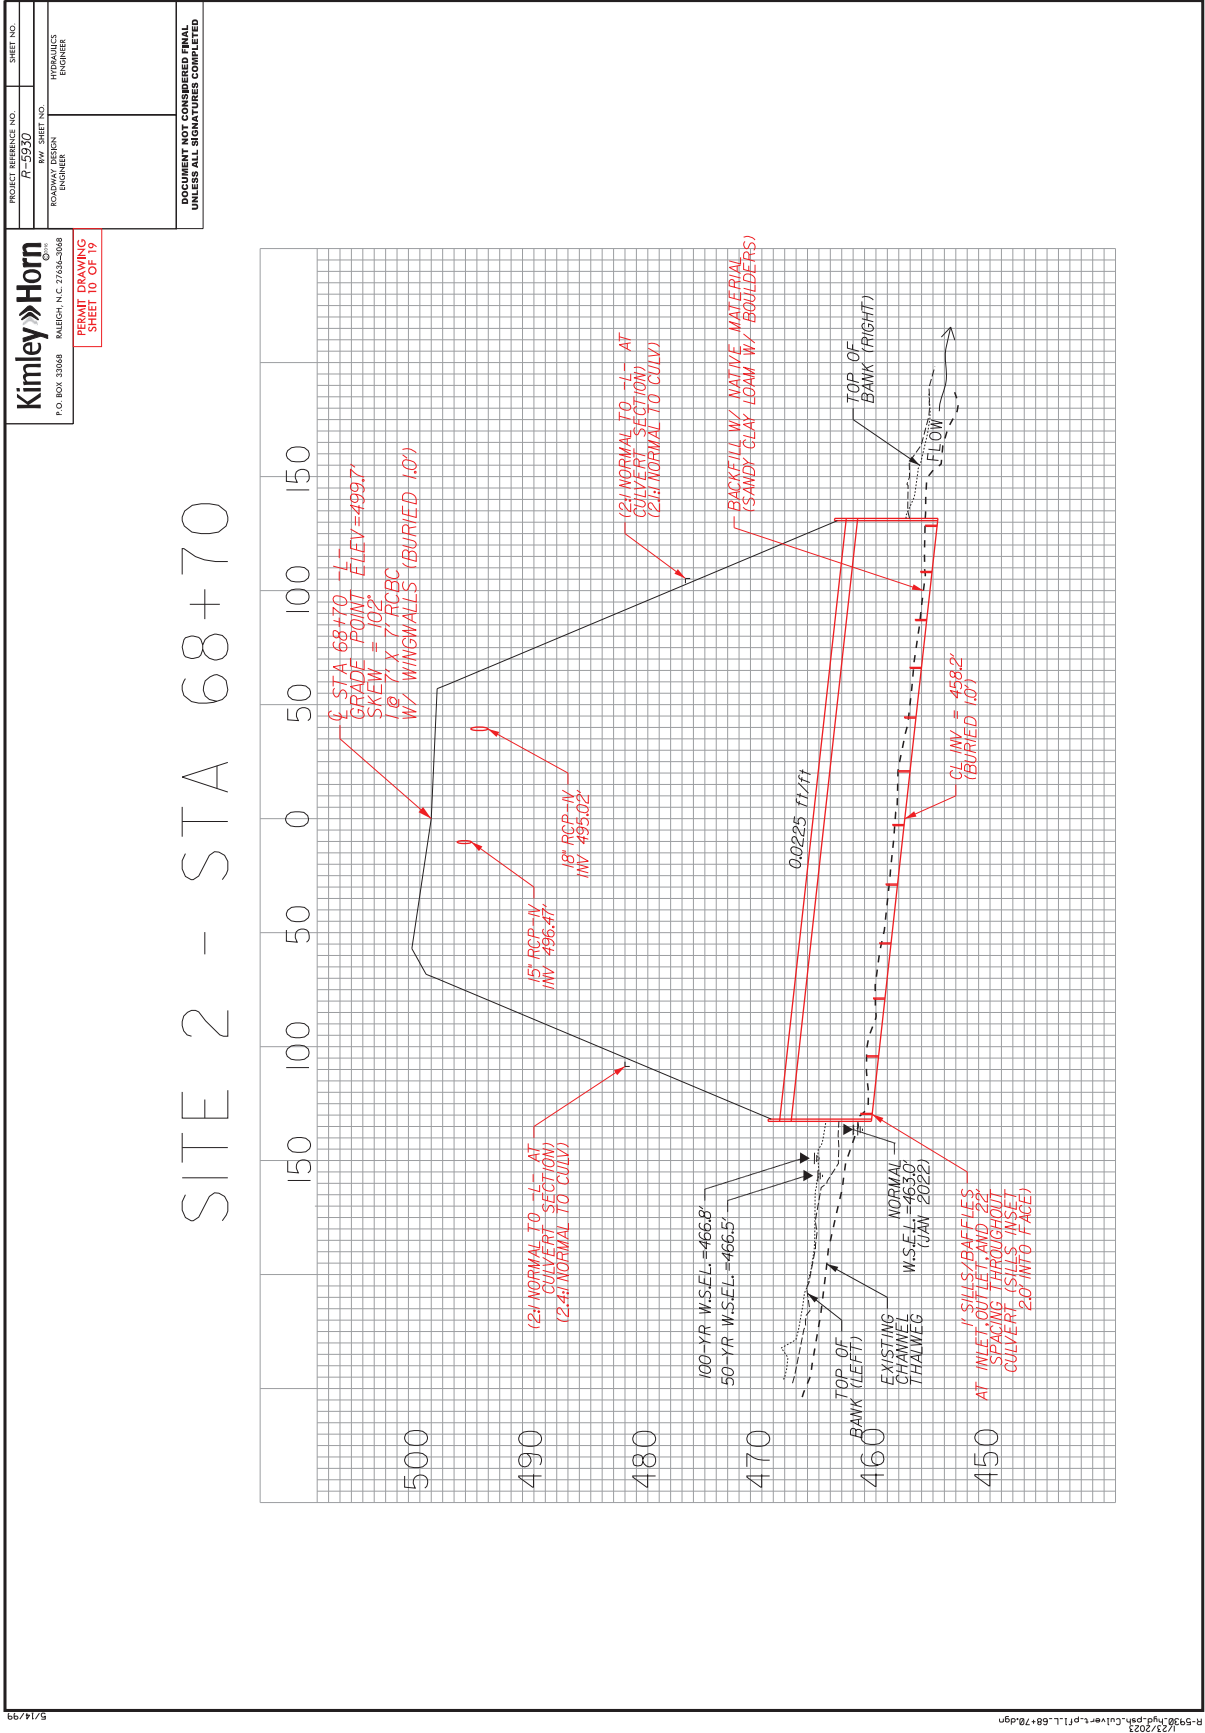 PROJECT REFERENCE NO.
SHEET NO.
R-5930
RW SHEET NO.
ROADWAY DESIGN
ENGINEER
HYDRAULICS
ENGINEER
DOCUMENT NOT CONSIDERED FINAL
UNLESS ALL SIGNATURES COMPLETED
Kimley»Horn
P.O. BOX 33068 RALEIGH, N.C. 27636-3068
PERMIT DRAWING
SHEET 10 OF 19
SITE 2 - STA 68+70
150
100
50
0
50
100
150
℄ STA 68+70 -L-
GRADE POINT ELEV=499.7'
SKEW = 102°
1 @ 7' X 7' RCBC
W/ WINGWALLS (BURIED 1.0')
(2:1 NORMAL TO -L- AT
CULVERT SECTION)
(2.4:1 NORMAL TO CULV)
15" RCP-IV
INV 496.47'
18" RCP-IV
INV 495.02'
(2:1 NORMAL TO -L- AT
CULVERT SECTION)
(2.1:1 NORMAL TO CULV)
BACKFILL W/ NATIVE MATERIAL
(SANDY CLAY LOAM W/ BOULDERS)
100-YR W.S.EL.=466.8'
50-YR W.S.EL.=466.5'
0.0225 ft/ft
TOP OF
BANK (RIGHT)
FLOW
TOP OF
BANK (LEFT)
EXISTING
CHANNEL
THALWEG
NORMAL
W.S.E.L.=463.0'
(JAN 2022)
CL INV = 458.2'
(BURIED 1.0')
1' SILLS/BAFFLES
AT INLET,OUTLET,AND 22'
SPACING THROUGHOUT
CULVERT (SILLS INSET
2.0' INTO FACE)
500
490
480
470
460
450
5/14/99
1/23/2023
R-5930_hyd_psh_Culvert_pfl_L_68+70.dgn